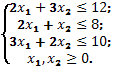 2x₁ + 3x₂ ≤ 12;
2x₁ + x₂ ≤ 8;
3x₁ + 2x₂ ≤ 10;
x₁, x₂ ≥ 0.